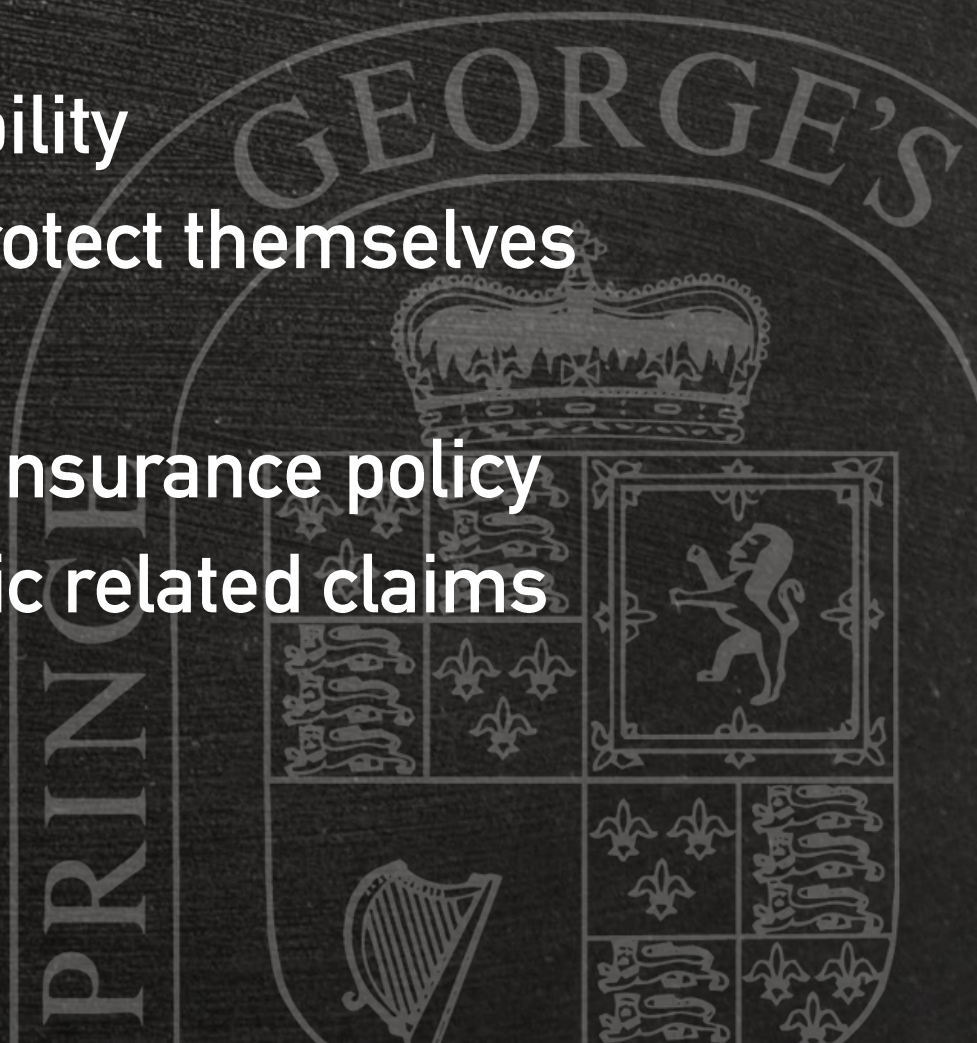 GEORGE'S
bility
rotect themselves
nsurance policy
ic related claims
PRINCE